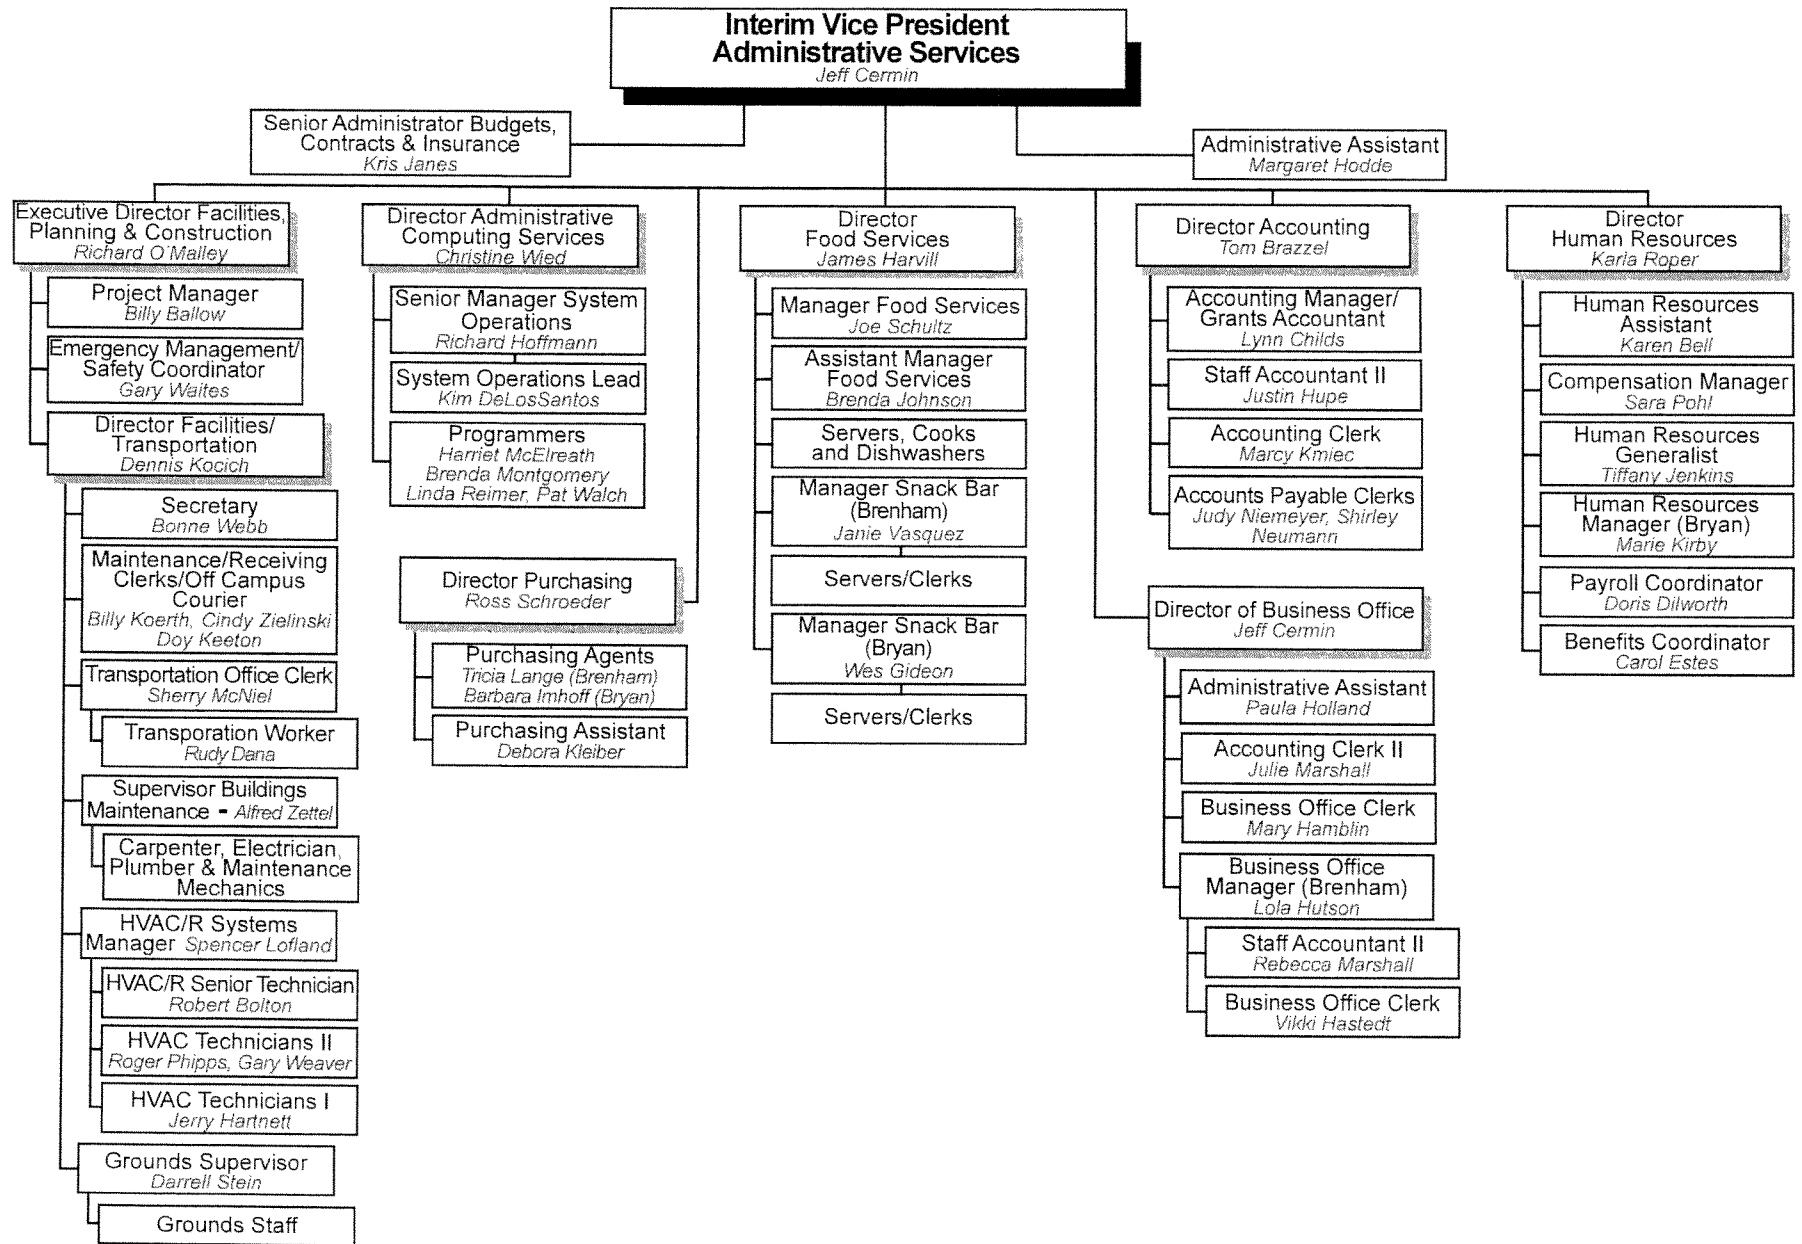 Interim Vice President
Administrative Services
Jeff Cermin
Senior Administrator Budgets,
Contracts & Insurance
Kris Janes
Administrative Assistant
Margaret Hodde
Executive Director Facilities,
Planning & Construction
Richard O'Malley
Project Manager
Billy Ballow
Emergency Management/
Safety Coordinator
Gary Waites
Director Facilities/
Transportation
Dennis Kocich
Secretary
Bonne Webb
Maintenance/Receiving
Clerks/Off Campus
Courier
Billy Koerth, Cindy Zielinski
Doy Keeton
Transportation Office Clerk
Sherry McNiel
Transporation Worker
Rudy Dana
Supervisor Buildings
Maintenance - Alfred Zettel
Carpenter, Electrician,
Plumber & Maintenance
Mechanics
HVAC/R Systems
Manager Spencer Lofland
HVAC/R Senior Technician
Robert Bolton
HVAC Technicians II
Roger Phipps, Gary Weaver
HVAC Technicians I
Jerry Hartnett
Grounds Supervisor
Darrell Stein
Grounds Staff
Director Administrative
Computing Services
Christine Wied
Senior Manager System
Operations
Richard Hoffmann
System Operations Lead
Kim DeLosSantos
Programmers
Harriet McElreath
Brenda Montgomery
Linda Reimer, Pat Walch
Director Purchasing
Ross Schroeder
Purchasing Agents
Tricia Lange (Brenham)
Barbara Imhoff (Bryan)
Purchasing Assistant
Debora Kleiber
Director
Food Services
James Harvill
Manager Food Services
Joe Schultz
Assistant Manager
Food Services
Brenda Johnson
Servers, Cooks
and Dishwashers
Manager Snack Bar
(Brenham)
Janie Vasquez
Servers/Clerks
Manager Snack Bar
(Bryan)
Wes Gideon
Servers/Clerks
Director Accounting
Tom Brazzel
Accounting Manager/
Grants Accountant
Lynn Childs
Staff Accountant II
Justin Hupe
Accounting Clerk
Marcy Kmiec
Accounts Payable Clerks
Judy Niemeyer, Shirley
Neumann
Director of Business Office
Jeff Cermin
Administrative Assistant
Paula Holland
Accounting Clerk II
Julie Marshall
Business Office Clerk
Mary Hamblin
Business Office
Manager (Brenham)
Lola Hutson
Staff Accountant II
Rebecca Marshall
Business Office Clerk
Vikki Hastedt
Director
Human Resources
Karla Roper
Human Resources
Assistant
Karen Bell
Compensation Manager
Sara Pohl
Human Resources
Generalist
Tiffany Jenkins
Human Resources
Manager (Bryan)
Marie Kirby
Payroll Coordinator
Doris Dilworth
Benefits Coordinator
Carol Estes